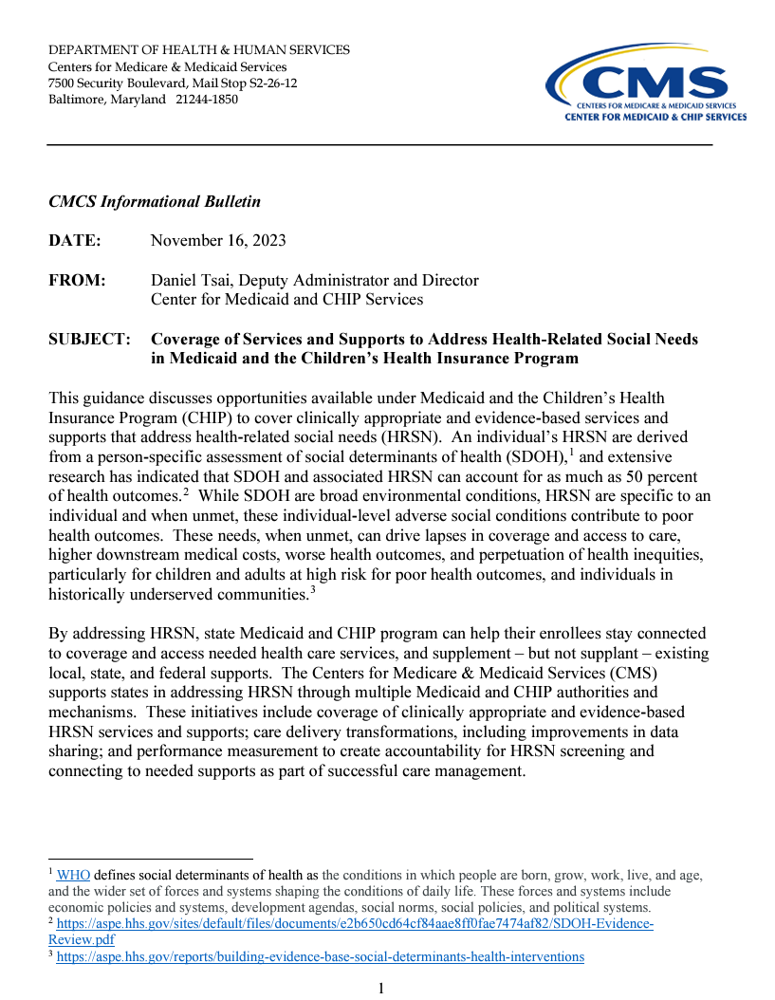 DEPARTMENT OF HEALTH & HUMAN SERVICES
Centers for Medicare & Medicaid Services
7500 Security Boulevard, Mail Stop S2-26-12
Baltimore, Maryland 21244-1850
CMS
CENTERS FOR MEDICARE & MEDICAID SERVICES
CENTER FOR MEDICAID & CHIP SERVICES
CMCS Informational Bulletin
DATE: November 16, 2023
FROM: Daniel Tsai, Deputy Administrator and Director
Center for Medicaid and CHIP Services
SUBJECT: Coverage of Services and Supports to Address Health-Related Social Needs
in Medicaid and the Children’s Health Insurance Program
This guidance discusses opportunities available under Medicaid and the Children’s Health
Insurance Program (CHIP) to cover clinically appropriate and evidence-based services and
supports that address health-related social needs (HRSN). An individual’s HRSN are derived
from a person-specific assessment of social determinants of health (SDOH),1 and extensive
research has indicated that SDOH and associated HRSN can account for as much as 50 percent
of health outcomes.2 While SDOH are broad environmental conditions, HRSN are specific to an
individual and when unmet, these individual-level adverse social conditions contribute to poor
health outcomes. These needs, when unmet, can drive lapses in coverage and access to care,
higher downstream medical costs, worse health outcomes, and perpetuation of health inequities,
particularly for children and adults at high risk for poor health outcomes, and individuals in
historically underserved communities.3
By addressing HRSN, state Medicaid and CHIP program can help their enrollees stay connected
to coverage and access needed health care services, and supplement – but not supplant – existing
local, state, and federal supports. The Centers for Medicare & Medicaid Services (CMS)
supports states in addressing HRSN through multiple Medicaid and CHIP authorities and
mechanisms. These initiatives include coverage of clinically appropriate and evidence-based
HRSN services and supports; care delivery transformations, including improvements in data
sharing; and performance measurement to create accountability for HRSN screening and
connecting to needed supports as part of successful care management.
1 WHO defines social determinants of health as the conditions in which people are born, grow, work, live, and age,
and the wider set of forces and systems shaping the conditions of daily life. These forces and systems include
economic policies and systems, development agendas, social norms, social policies, and political systems.
2 https://aspe.hhs.gov/sites/default/files/documents/e2b650cd64cf84aae8ff0fae7474af82/SDOH-Evidence-
Review.pdf
3 https://aspe.hhs.gov/reports/building-evidence-base-social-determinants-health-interventions
1